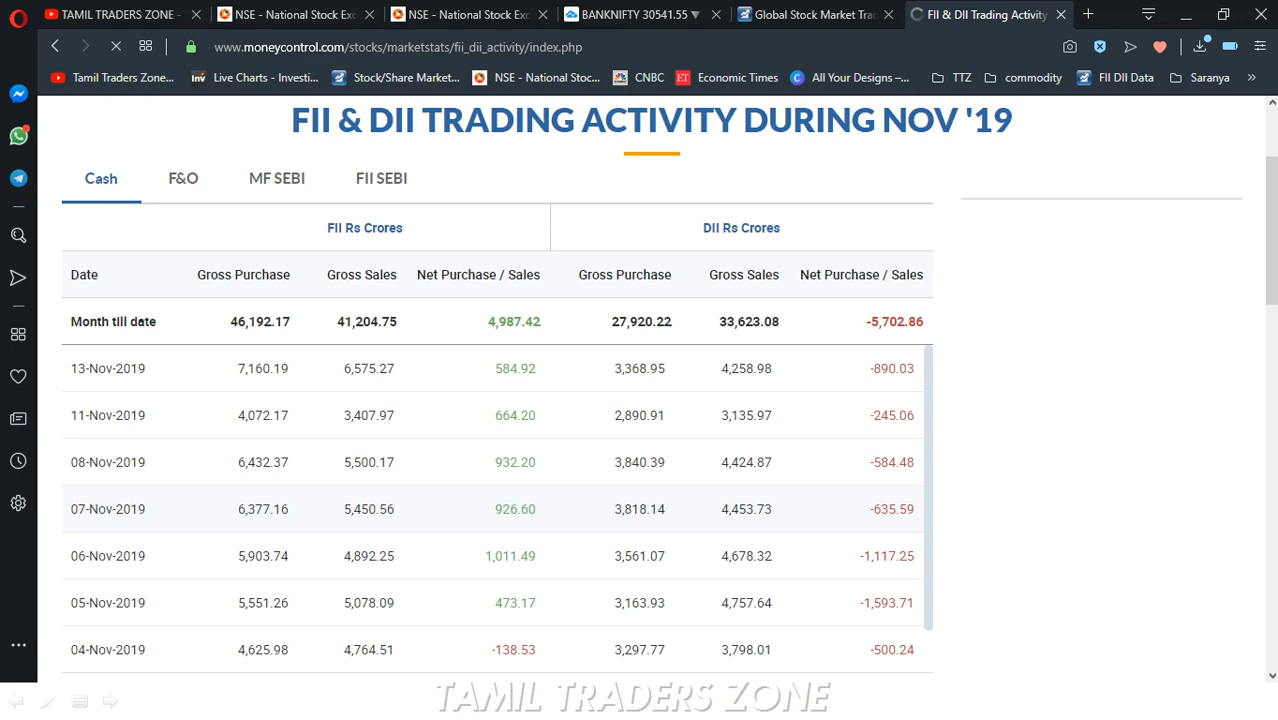 TAMIL TRADERS ZONE -
NSE - National Stock Exc
NSE - National Stock Exc
BANKNIFTY 30541.55 ▼
Global Stock Market Trac
FII & DII Trading Activity
www.moneycontrol.com/stocks/marketstats/fii_dii_activity/index.php
Tamil Traders Zone...
inv Live Charts - Investi...
Stock/Share Market...
NSE - National Stoc...
CNBC
ET Economic Times
C All Your Designs –...
TTZ
commodity
FII DII Data
Saranya
»
FII & DII TRADING ACTIVITY DURING NOV '19
Cash F&O MF SEBI FII SEBI
FII Rs Crores DII Rs Crores
Date Gross Purchase Gross Sales Net Purchase / Sales Gross Purchase Gross Sales Net Purchase / Sales
Month till date 46,192.17 41,204.75 4,987.42 27,920.22 33,623.08 -5,702.86
13-Nov-2019 7,160.19 6,575.27 584.92 3,368.95 4,258.98 -890.03
11-Nov-2019 4,072.17 3,407.97 664.20 2,890.91 3,135.97 -245.06
08-Nov-2019 6,432.37 5,500.17 932.20 3,840.39 4,424.87 -584.48
07-Nov-2019 6,377.16 5,450.56 926.60 3,818.14 4,453.73 -635.59
06-Nov-2019 5,903.74 4,892.25 1,011.49 3,561.07 4,678.32 -1,117.25
05-Nov-2019 5,551.26 5,078.09 473.17 3,163.93 4,757.64 -1,593.71
04-Nov-2019 4,625.98 4,764.51 -138.53 3,297.77 3,798.01 -500.24
TAMIL TRADERS ZONE